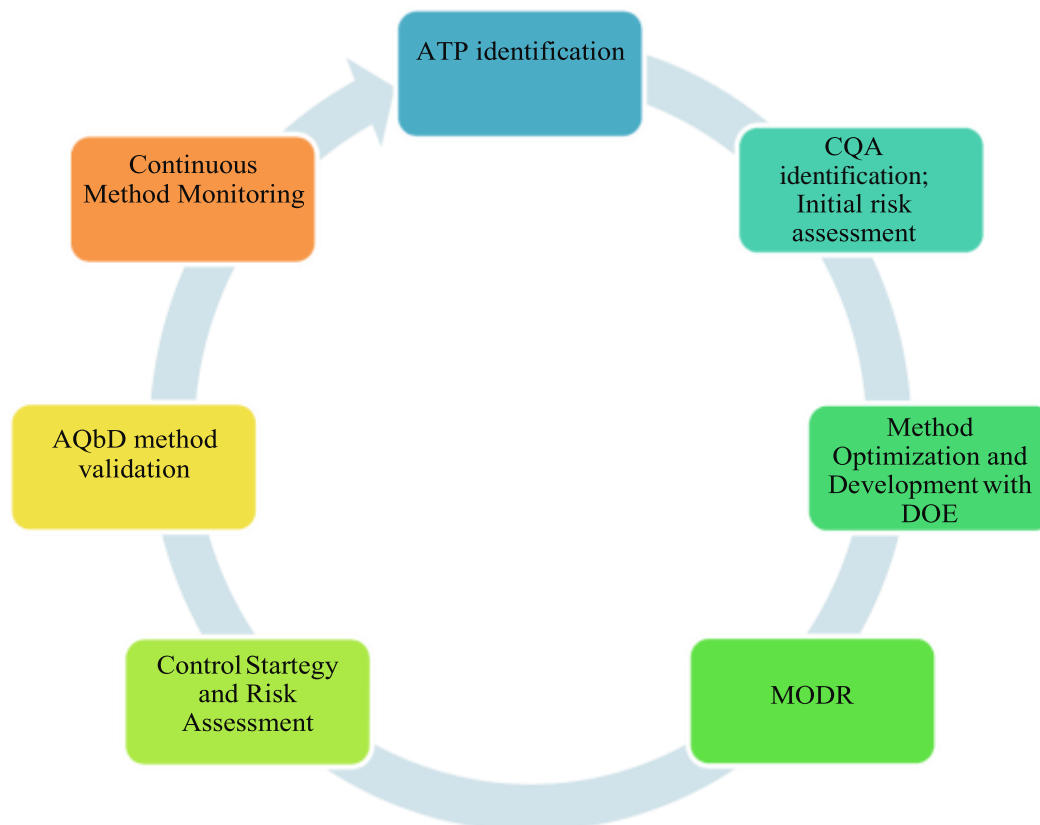 ATP identification
CQA
identification;
Initial risk
assessment
Method
Optimization and
Development with
DOE
MODR
Control Startegy
and Risk
Assessment
AQbD method
validation
Continuous
Method Monitoring